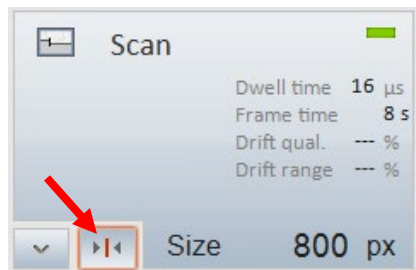 Scan
Dwell time 16 µs
Frame time 8 s
Drift qual. --- %
Drift range --- %
Size 800 px